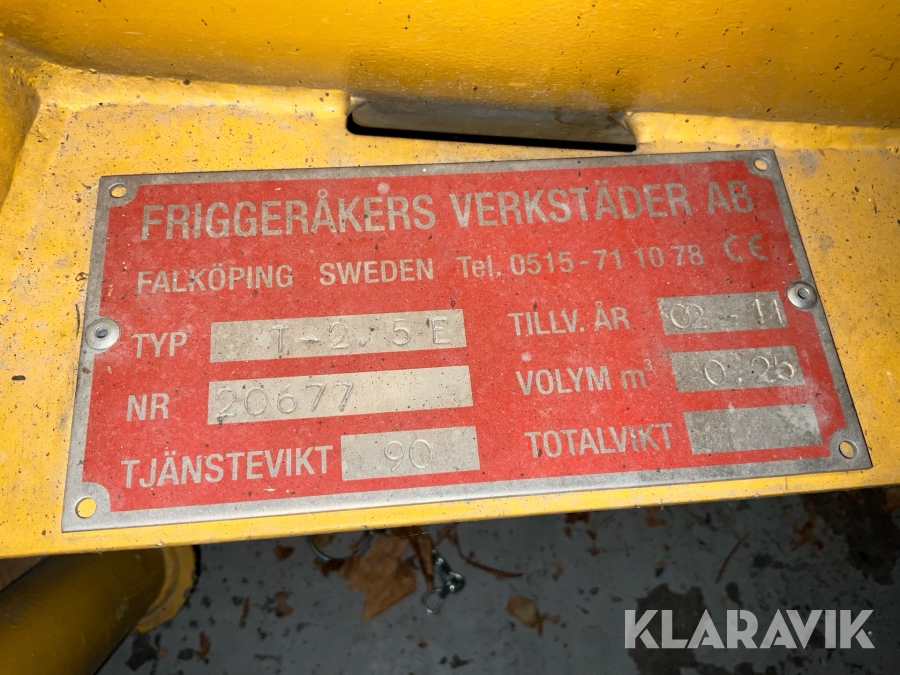 FRIGGERÅKERS VERKSTÄDER AB
FALKÖPING SWEDEN Tel. 0515-71 10 78 CE
TYP T-2,5E TILLV. ÅR 02-11
NR 20677 VOLYM m³ 0.25
TJÄNSTEVIKT 90 TOTALVIKT
KLARAVIK